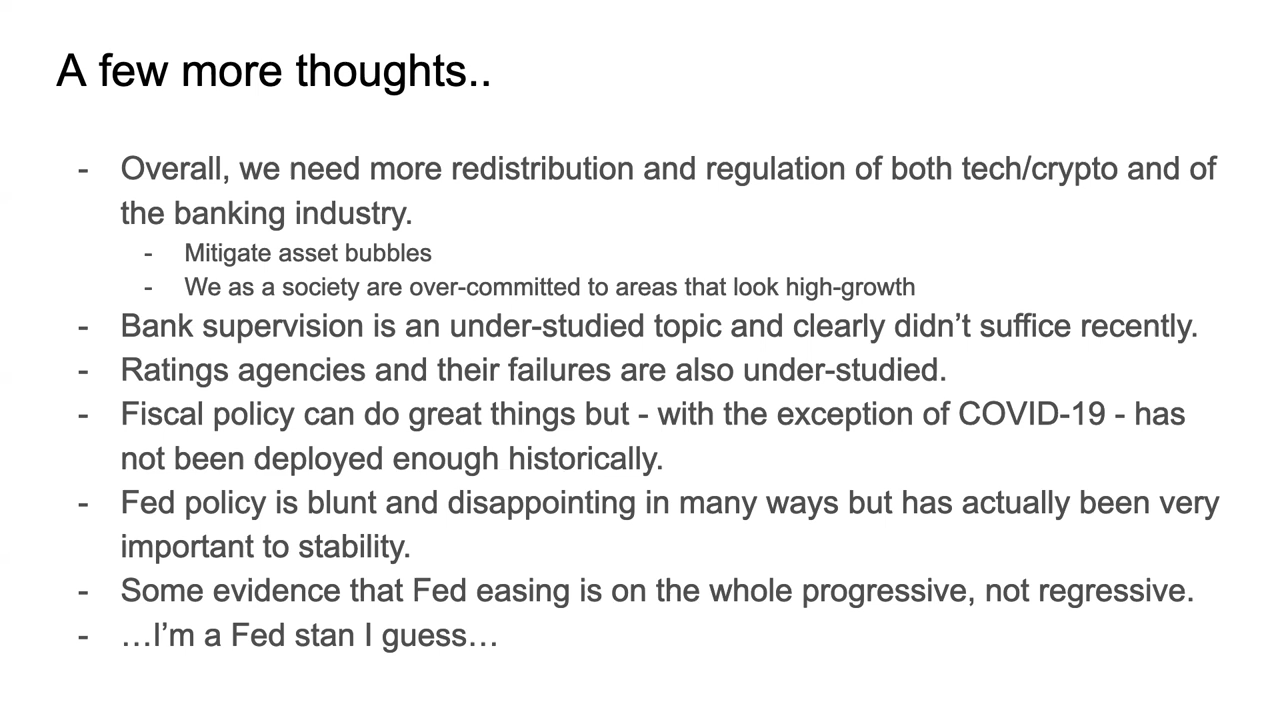 A few more thoughts..
- Overall, we need more redistribution and regulation of both tech/crypto and of
the banking industry.
- Mitigate asset bubbles
- We as a society are over-committed to areas that look high-growth
- Bank supervision is an under-studied topic and clearly didn’t suffice recently.
- Ratings agencies and their failures are also under-studied.
- Fiscal policy can do great things but - with the exception of COVID-19 - has
not been deployed enough historically.
- Fed policy is blunt and disappointing in many ways but has actually been very
important to stability.
- Some evidence that Fed easing is on the whole progressive, not regressive.
- …I’m a Fed stan I guess…